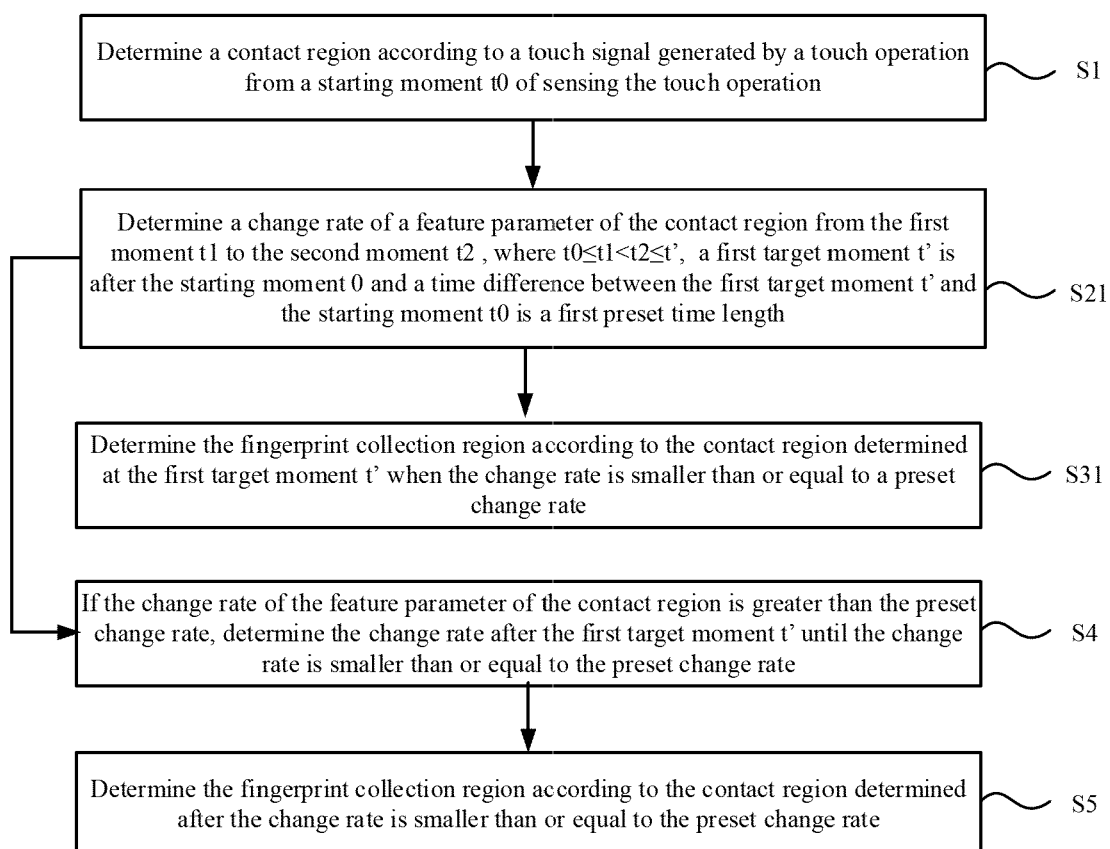 Determine a contact region according to a touch signal generated by a touch operation
from a starting moment t0 of sensing the touch operation
S1
Determine a change rate of a feature parameter of the contact region from the first
moment t1 to the second moment t2 , where t0≤t1<t2≤t’, a first target moment t’ is
after the starting moment 0 and a time difference between the first target moment t’ and
the starting moment t0 is a first preset time length
S21
Determine the fingerprint collection region according to the contact region determined
at the first target moment t’ when the change rate is smaller than or equal to a preset
change rate
S31
If the change rate of the feature parameter of the contact region is greater than the preset
change rate, determine the change rate after the first target moment t’ until the change
rate is smaller than or equal to the preset change rate
S4
Determine the fingerprint collection region according to the contact region determined
after the change rate is smaller than or equal to the preset change rate
S5